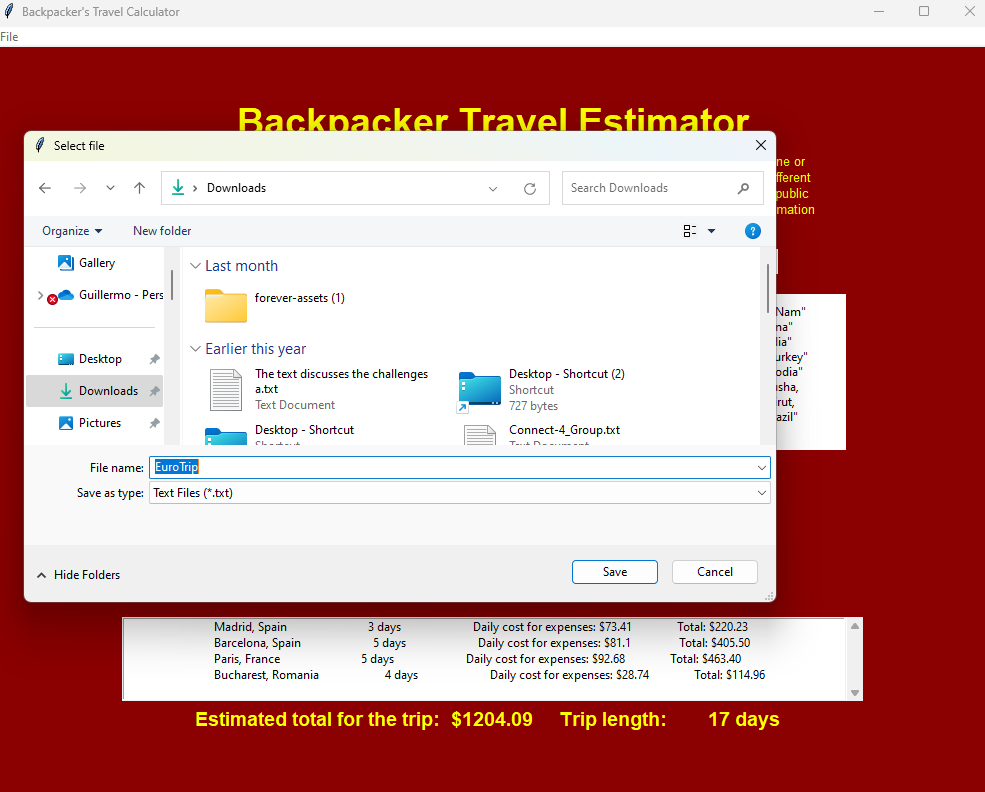 Backpacker's Travel Calculator
File
Backpacker Travel Estimator
ne or
fferent
public
mation
Select file
Downloads
Search Downloads
Organize
New folder
Gallery
Guillermo - Pers
Desktop
Downloads
Pictures
Last month
forever-assets (1)
Earlier this year
The text discusses the challenges
a.txt
Text Document
Desktop - Shortcut (2)
Shortcut
727 bytes
Desktop - Shortcut
Shortcut
Connect-4_Group.txt
Text Document
Nam"
na"
lia"
urkey"
odia"
usha,
rut,
azil"
File name: EuroTrip
Save as type: Text Files (*.txt)
Hide Folders
Save
Cancel
Madrid, Spain 3 days Daily cost for expenses: $73.41 Total: $220.23
Barcelona, Spain 5 days Daily cost for expenses: $81.1 Total: $405.50
Paris, France 5 days Daily cost for expenses: $92.68 Total: $463.40
Bucharest, Romania 4 days Daily cost for expenses: $28.74 Total: $114.96
Estimated total for the trip: $1204.09 Trip length: 17 days